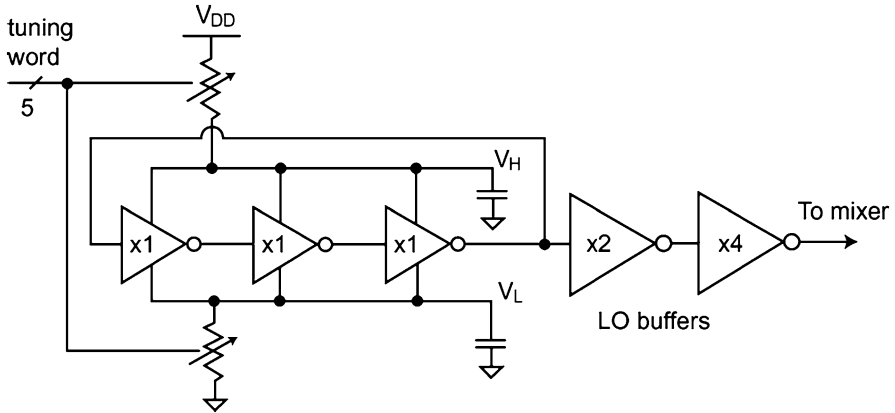 tuning
word
5
V_DD
V_H
x1
x1
x1
x2
x4
To mixer
V_L
LO buffers